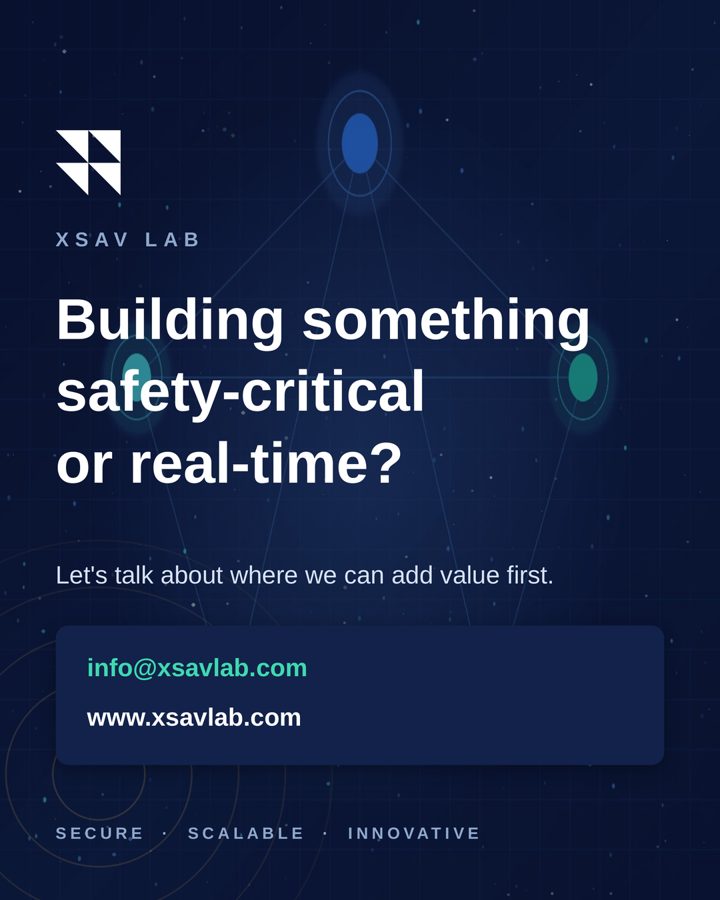 XSAV LAB
Building something
safety-critical
or real-time?
Let's talk about where we can add value first.
info@xsavlab.com
www.xsavlab.com
SECURE · SCALABLE · INNOVATIVE